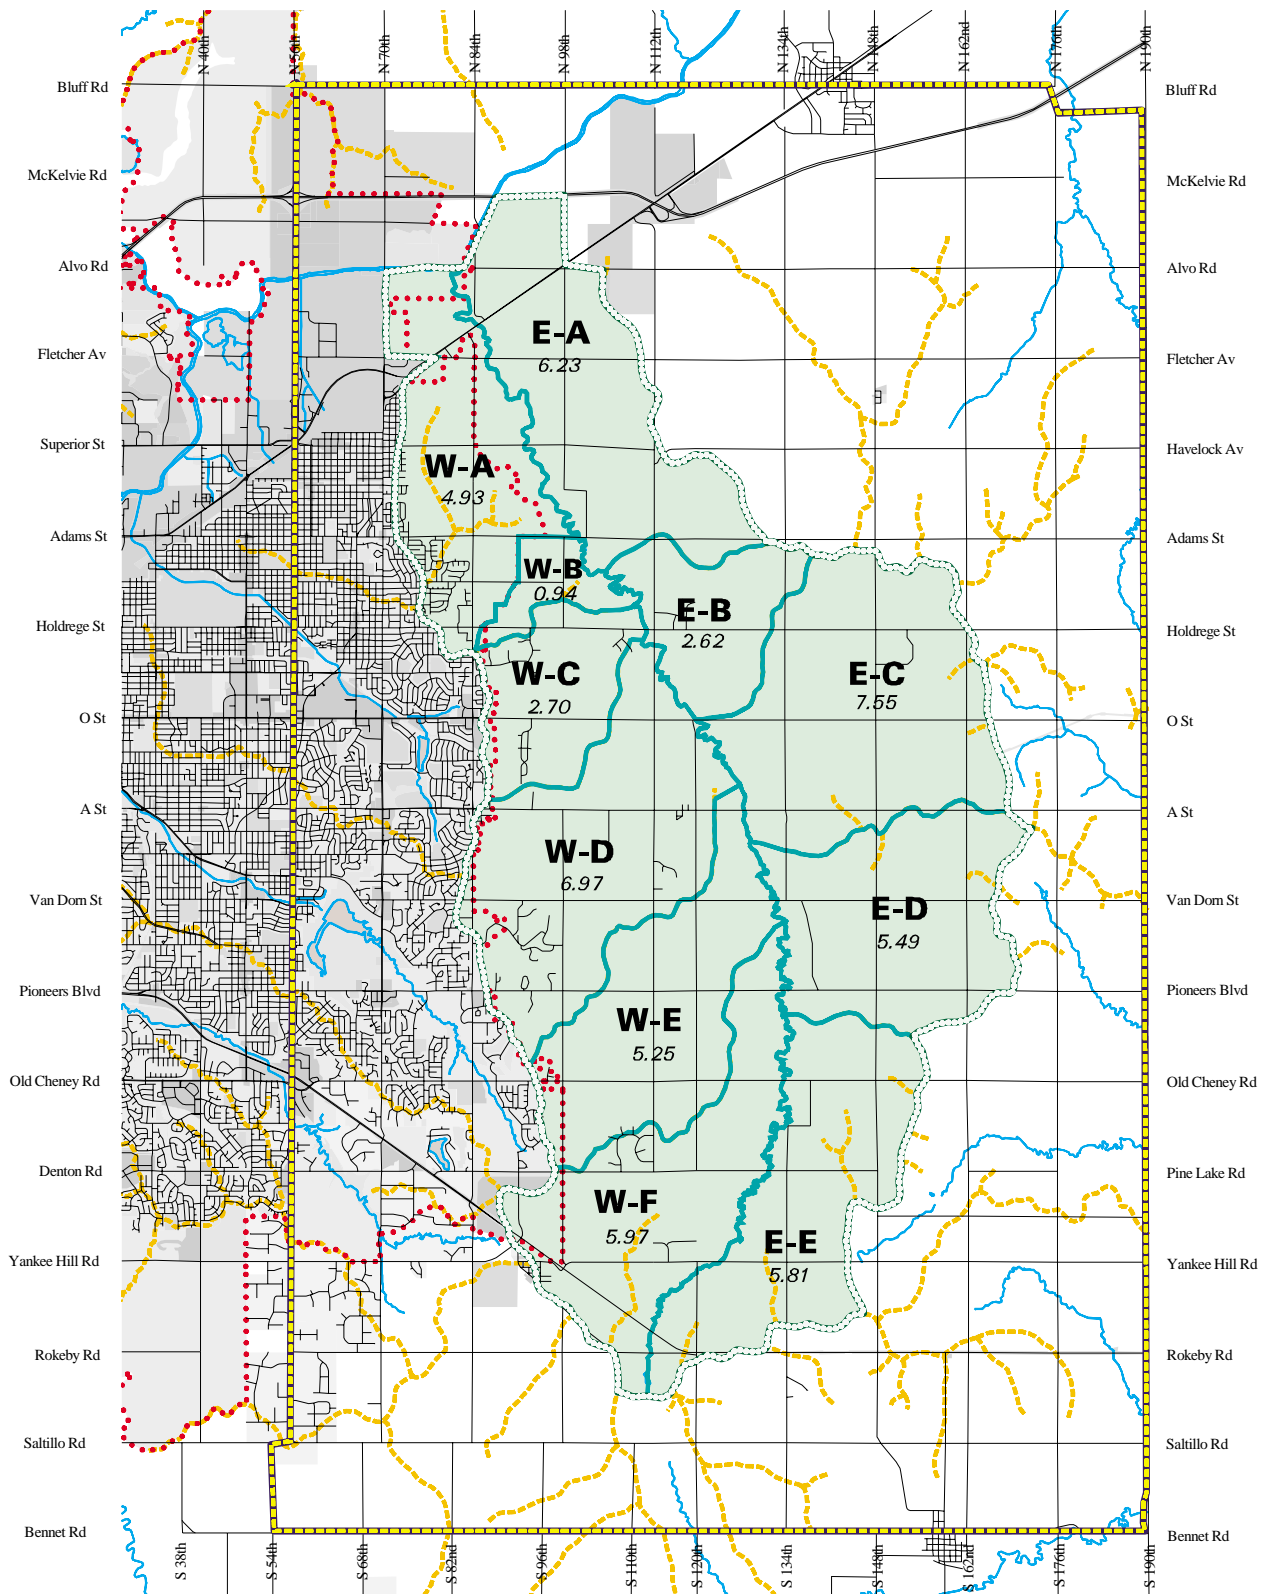 N 40th
N 56th
N 70th
N 84th
N 98th
N 112th
N 134th
N 148th
N 162nd
N 176th
N 190th
Bluff Rd
Bluff Rd
McKelvie Rd
McKelvie Rd
Alvo Rd
Alvo Rd
E-A
6.23
Fletcher Av
Fletcher Av
Superior St
Havelock Av
W-A
4.93
Adams St
Adams St
W-B
0.94
E-B
2.62
Holdrege St
Holdrege St
W-C
2.70
E-C
7.55
O St
O St
A St
A St
W-D
6.97
Van Dorn St
Van Dorn St
E-D
5.49
Pioneers Blvd
Pioneers Blvd
W-E
5.25
Old Cheney Rd
Old Cheney Rd
Denton Rd
Pine Lake Rd
W-F
5.97
E-E
5.81
Yankee Hill Rd
Yankee Hill Rd
Rokeby Rd
Rokeby Rd
Saltillo Rd
Saltillo Rd
Bennet Rd
Bennet Rd
S 38th
S 54th
S 68th
S 82nd
S 96th
S 110th
S 120th
S 134th
S 148th
S 162nd
S 176th
S 190th